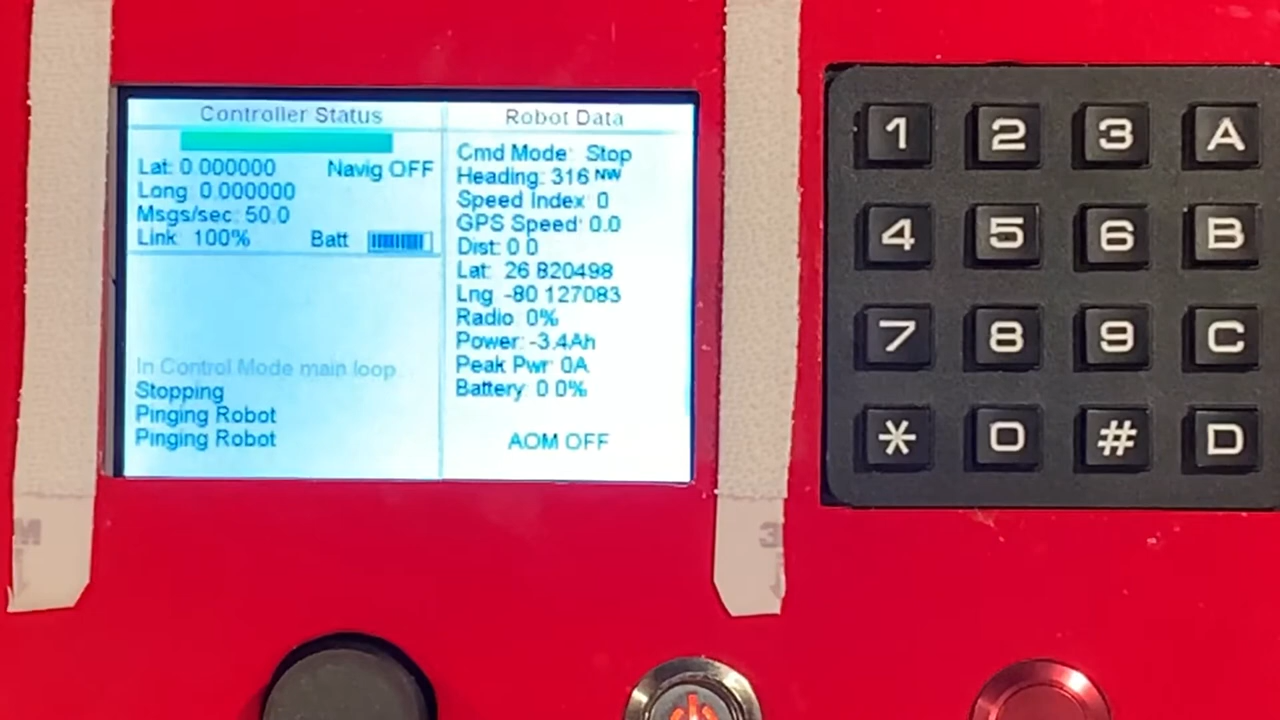 Controller Status
Lat: 0 000000 Navig OFF
Long 0.000000
Msgs/sec: 50.0
Link: 100% Batt
In Control Mode main loop
Stopping
Pinging Robot
Pinging Robot
Robot Data
Cmd Mode: Stop
Heading: 316 NW
Speed Index: 0
GPS Speed: 0.0
Dist: 0 0
Lat: 26 820498
Lng -80 127083
Radio 0%
Power: -3.4Ah
Peak Pwr: 0A
Battery: 0 0%
AOM OFF
1 2 3 A
4 5 6 B
7 8 9 C
* 0 # D
3M